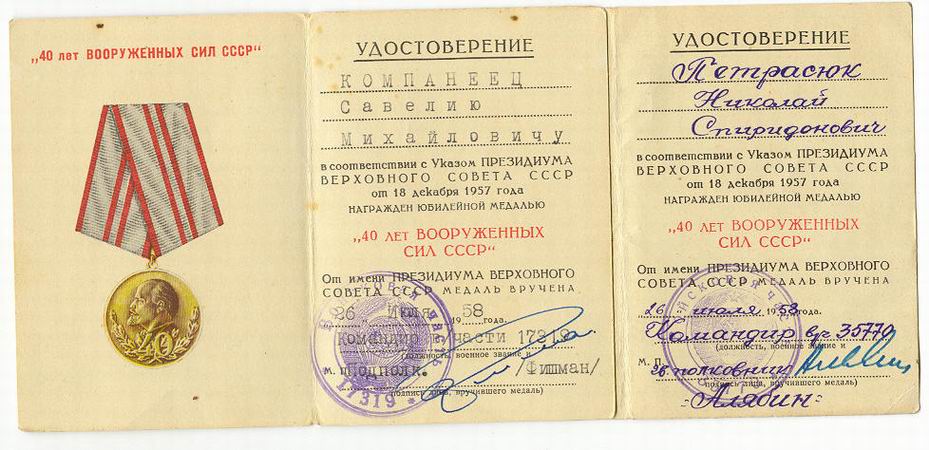 „40 лет ВООРУЖЕННЫХ СИЛ СССР“
40
УДОСТОВЕРЕНИЕ
КОМПАНЕЕЦ
Савелию
Михайловичу
в соответствии с Указом ПРЕЗИДИУМА
ВЕРХОВНОГО СОВЕТА СССР
от 18 декабря 1957 года
НАГРАЖДЕН ЮБИЛЕЙНОЙ МЕДАЛЬЮ
„40 ЛЕТ ВООРУЖЕННЫХ
СИЛ СССР“
От имени ПРЕЗИДИУМА ВЕРХОВНОГО
СОВЕТА СССР МЕДАЛЬ ВРУЧЕНА
26 Июля 1958 года.
Командир части 17319
(должность, военное звание и
М. П. Подполк. /Фишман/
подпись лица, вручившего медаль)
17319
УДОСТОВЕРЕНИЕ
Петрасюк
Николай
Спиридонович
в соответствии с Указом ПРЕЗИДИУМА
ВЕРХОВНОГО СОВЕТА СССР
от 18 декабря 1957 года
НАГРАЖДЕН ЮБИЛЕЙНОЙ МЕДАЛЬЮ
„40 ЛЕТ ВООРУЖЕННЫХ
СИЛ СССР“
От имени ПРЕЗИДИУМА ВЕРХОВНОГО
СОВЕТА СССР МЕДАЛЬ ВРУЧЕНА
26 июля 1958 года.
Командир в/ч 35770
(должность, военное звание и
М. П. полковник
подпись лица, вручившего медаль)
-Алябин-